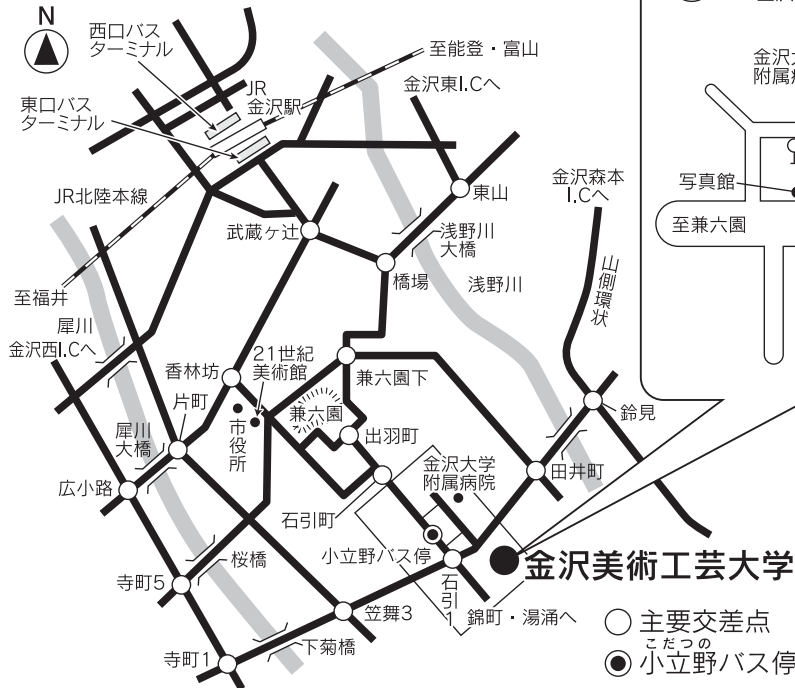 N
西口バス
ターミナル
東口バス
ターミナル
JR
金沢駅
至能登・富山
金沢東I.Cへ
JR北陸本線
武蔵ヶ辻
東山
浅野川
大橋
橋場
浅野川
金沢森本
I.Cへ
山側環状
至福井
犀川
金沢西I.Cへ
香林坊
21世紀
美術館
兼六園下
片町
市役所
兼六園
鈴見
犀川
大橋
出羽町
広小路
金沢大学
附属病院
田井町
石引町
小立野バス停
金沢美術工芸大学
桜橋
寺町5
石引1
錦町・湯涌へ
笠舞3
下菊橋
寺町1
主要交差点
こだつの
小立野バス停
写真館
至兼六園